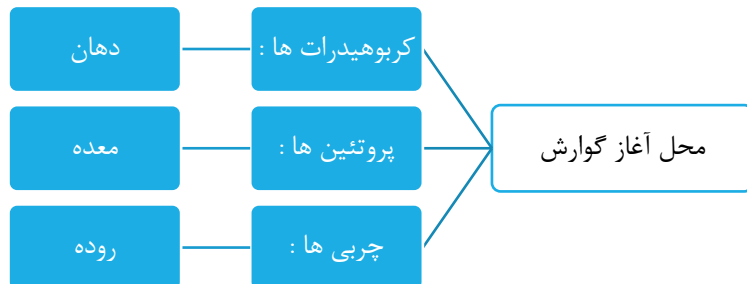 محل آغاز گوارش
کربوهیدرات ها :
دهان
پروتئین ها :
معده
چربی ها :
روده